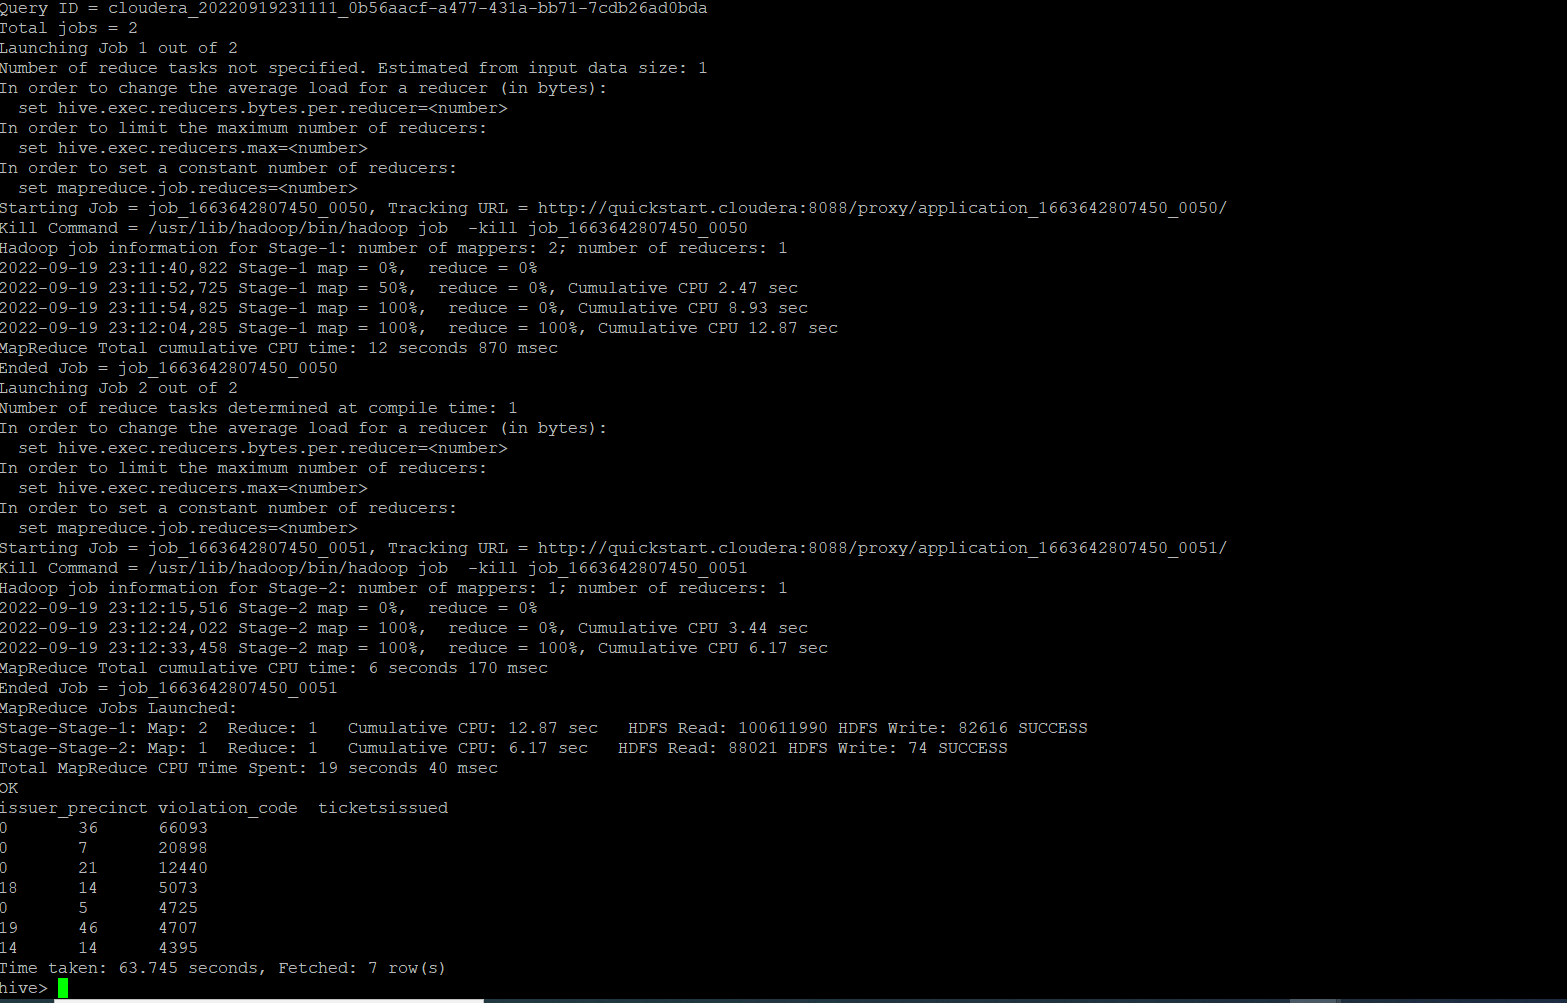 Query ID = cloudera_20220919231111_0b56aacf-a477-431a-bb71-7cdb26ad0bda
Total jobs = 2
Launching Job 1 out of 2
Number of reduce tasks not specified. Estimated from input data size: 1
In order to change the average load for a reducer (in bytes):
  set hive.exec.reducers.bytes.per.reducer=<number>
In order to limit the maximum number of reducers:
  set hive.exec.reducers.max=<number>
In order to set a constant number of reducers:
  set mapreduce.job.reduces=<number>
Starting Job = job_1663642807450_0050, Tracking URL = http://quickstart.cloudera:8088/proxy/application_1663642807450_0050/
Kill Command = /usr/lib/hadoop/bin/hadoop job  -kill job_1663642807450_0050
Hadoop job information for Stage-1: number of mappers: 2; number of reducers: 1
2022-09-19 23:11:40,822 Stage-1 map = 0%,  reduce = 0%
2022-09-19 23:11:52,725 Stage-1 map = 50%,  reduce = 0%, Cumulative CPU 2.47 sec
2022-09-19 23:11:54,825 Stage-1 map = 100%,  reduce = 0%, Cumulative CPU 8.93 sec
2022-09-19 23:12:04,285 Stage-1 map = 100%,  reduce = 100%, Cumulative CPU 12.87 sec
MapReduce Total cumulative CPU time: 12 seconds 870 msec
Ended Job = job_1663642807450_0050
Launching Job 2 out of 2
Number of reduce tasks determined at compile time: 1
In order to change the average load for a reducer (in bytes):
  set hive.exec.reducers.bytes.per.reducer=<number>
In order to limit the maximum number of reducers:
  set hive.exec.reducers.max=<number>
In order to set a constant number of reducers:
  set mapreduce.job.reduces=<number>
Starting Job = job_1663642807450_0051, Tracking URL = http://quickstart.cloudera:8088/proxy/application_1663642807450_0051/
Kill Command = /usr/lib/hadoop/bin/hadoop job  -kill job_1663642807450_0051
Hadoop job information for Stage-2: number of mappers: 1; number of reducers: 1
2022-09-19 23:12:15,516 Stage-2 map = 0%,  reduce = 0%
2022-09-19 23:12:24,022 Stage-2 map = 100%,  reduce = 0%, Cumulative CPU 3.44 sec
2022-09-19 23:12:33,458 Stage-2 map = 100%,  reduce = 100%, Cumulative CPU 6.17 sec
MapReduce Total cumulative CPU time: 6 seconds 170 msec
Ended Job = job_1663642807450_0051
MapReduce Jobs Launched:
Stage-Stage-1: Map: 2  Reduce: 1   Cumulative CPU: 12.87 sec   HDFS Read: 100611990 HDFS Write: 82616 SUCCESS
Stage-Stage-2: Map: 1  Reduce: 1   Cumulative CPU: 6.17 sec   HDFS Read: 88021 HDFS Write: 74 SUCCESS
Total MapReduce CPU Time Spent: 19 seconds 40 msec
OK
issuer_precinct violation_code  ticketsissued
0       36      66093
0       7       20898
0       21      12440
18      14      5073
0       5       4725
19      46      4707
14      14      4395
Time taken: 63.745 seconds, Fetched: 7 row(s)
hive>